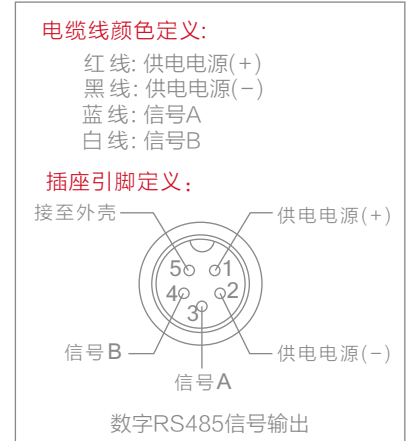 电缆线颜色定义:
红线: 供电电源(+)
黑线: 供电电源(-)
蓝线: 信号A
白线: 信号B
插座引脚定义:
接至外壳
供电电源(+)
5
1
4
2
3
信号B
供电电源(-)
信号A
数字RS485信号输出